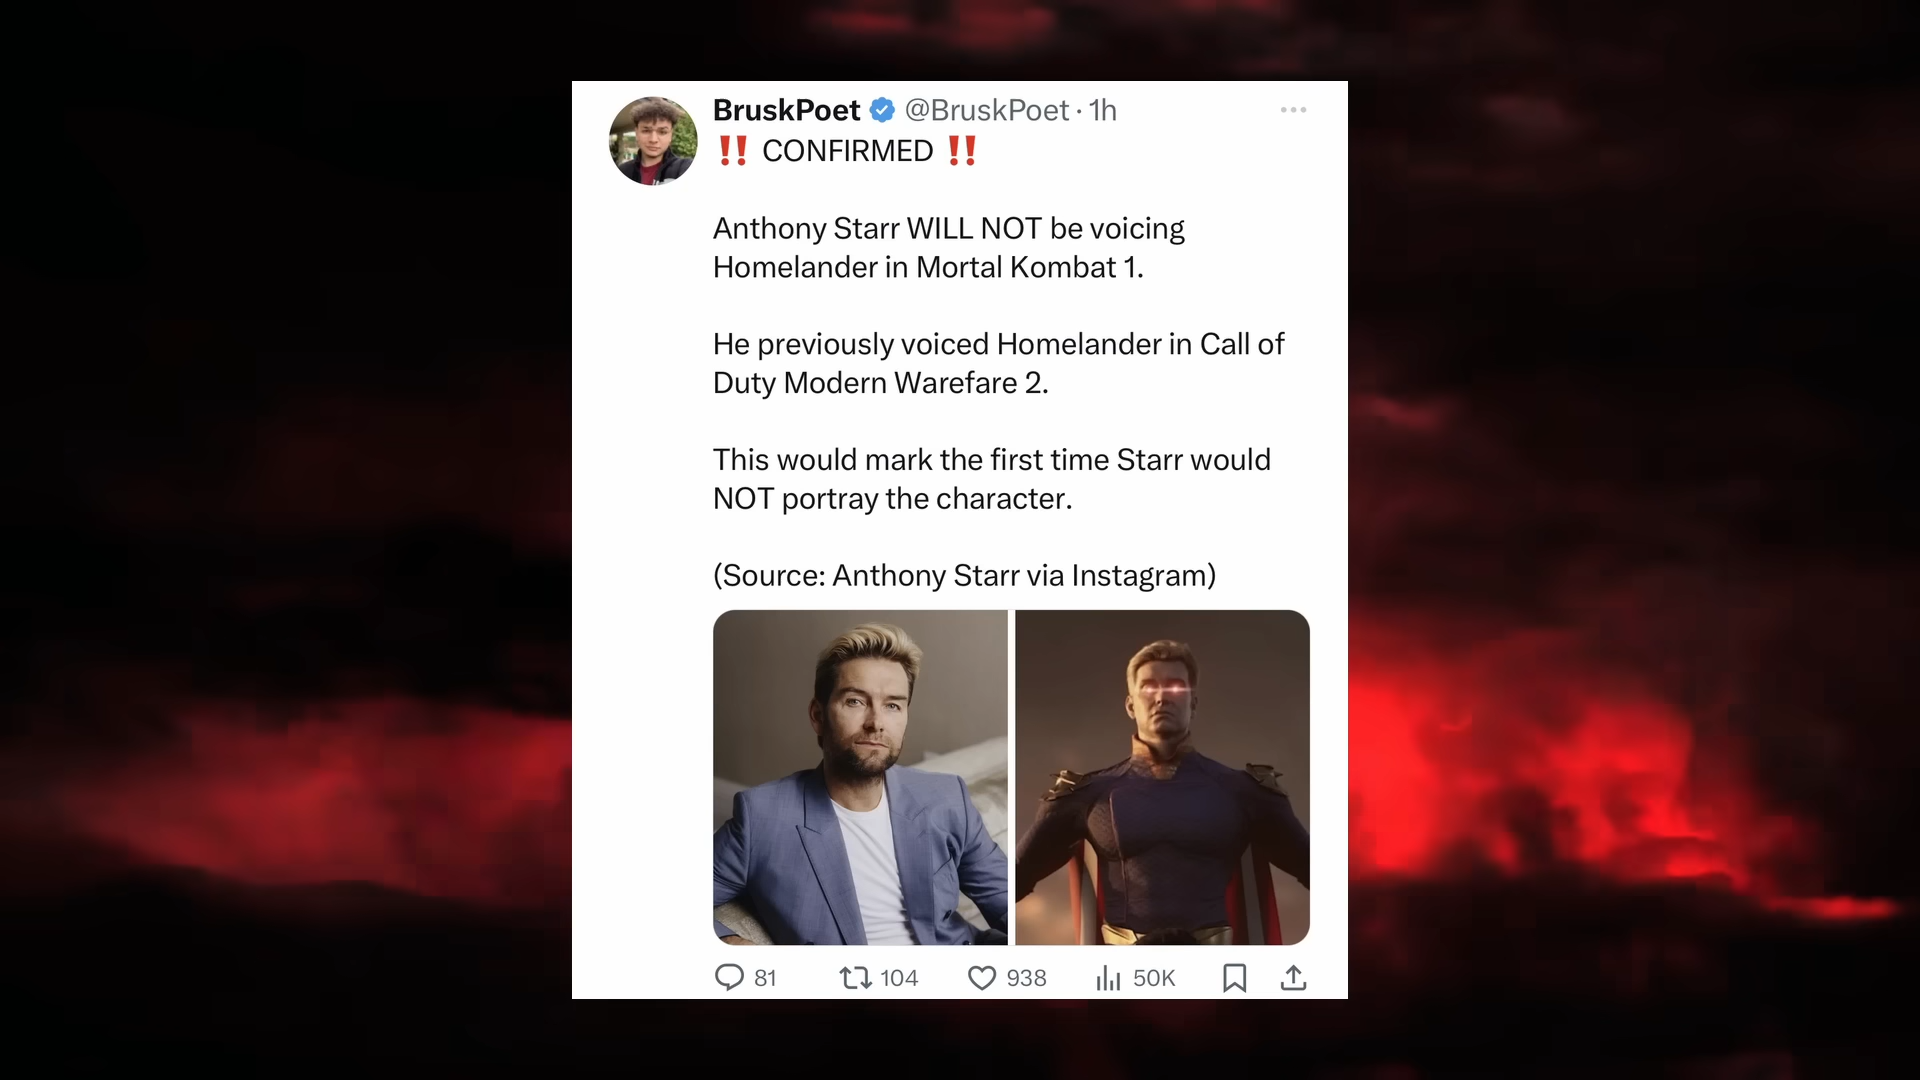 BruskPoet @BruskPoet · 1h
‼️ CONFIRMED ‼️
Anthony Starr WILL NOT be voicing
Homelander in Mortal Kombat 1.
He previously voiced Homelander in Call of
Duty Modern Warefare 2.
This would mark the first time Starr would
NOT portray the character.
(Source: Anthony Starr via Instagram)
81 104 938 50K